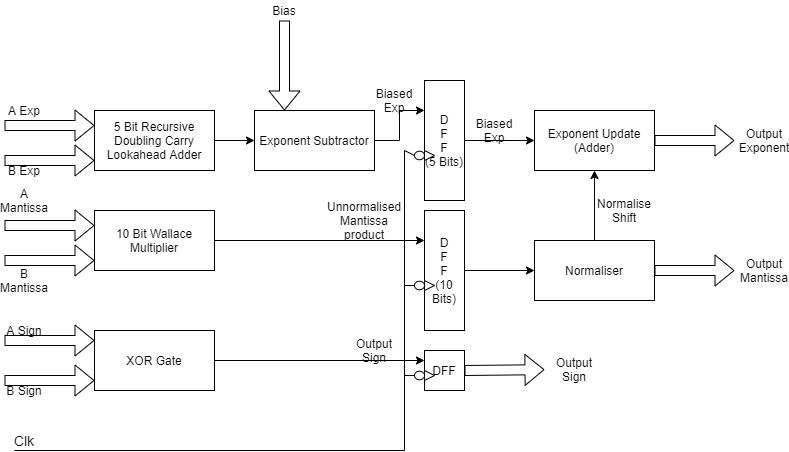 Bias
A Exp
B Exp
5 Bit Recursive
Doubling Carry
Lookahead Adder
Exponent Subtractor
Biased
Exp
D
F
F
(5 Bits)
Biased
Exp
Exponent Update
(Adder)
Output
Exponent
A
Mantissa
B
Mantissa
10 Bit Wallace
Multiplier
Unnormalised
Mantissa
product
D
F
F
(10
Bits)
Normalise
Shift
Normaliser
Output
Mantissa
A Sign
B Sign
XOR Gate
Output
Sign
DFF
Output
Sign
Clk